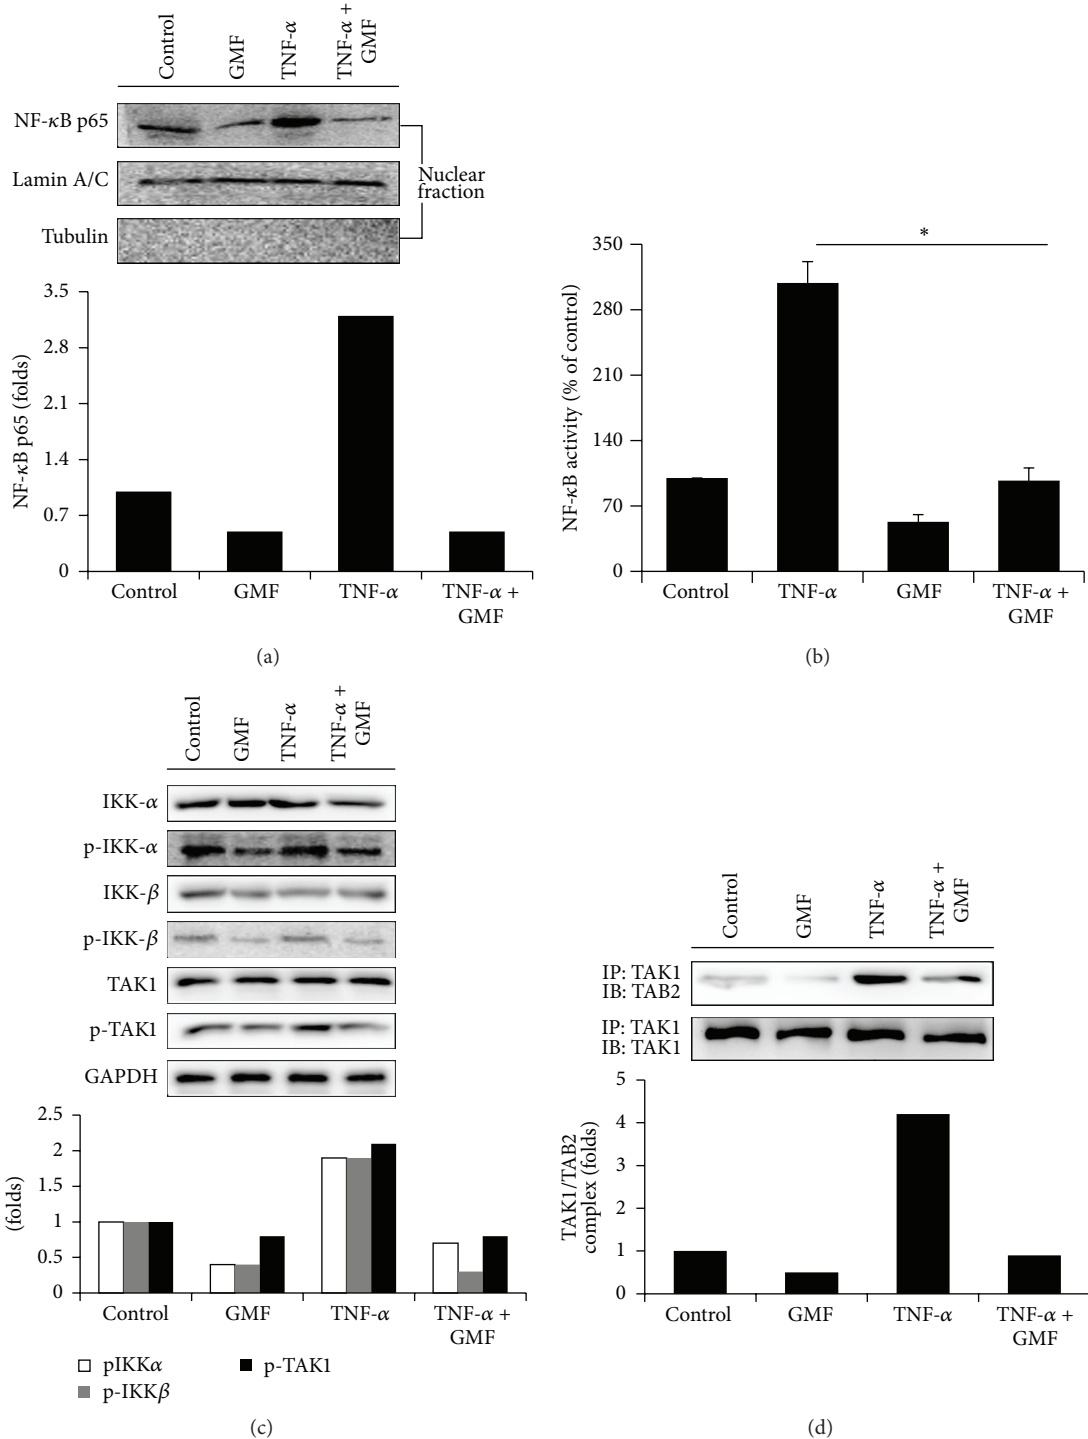 Control
GMF
TNF-α
TNF-α +
GMF
NF-κB p65
Lamin A/C
Tubulin
Nuclear
fraction
NF-κB p65 (folds)
3.5
2.8
2.1
1.4
0.7
0
Control
GMF
TNF-α
TNF-α +
GMF
(a)
NF-κB activity (% of control)
350
280
210
140
70
0
*
Control
TNF-α
GMF
TNF-α +
GMF
(b)
Control
GMF
TNF-α
TNF-α +
GMF
IKK-α
p-IKK-α
IKK-β
p-IKK-β
TAK1
p-TAK1
GAPDH
(folds)
2.5
2
1.5
1
0.5
0
Control
GMF
TNF-α
TNF-α +
GMF
pIKKα
p-IKKβ
p-TAK1
(c)
Control
GMF
TNF-α
TNF-α +
GMF
IP: TAK1
IB: TAB2
IP: TAK1
IB: TAK1
TAK1/TAB2
complex (folds)
5
4
3
2
1
0
Control
GMF
TNF-α
TNF-α +
GMF
(d)